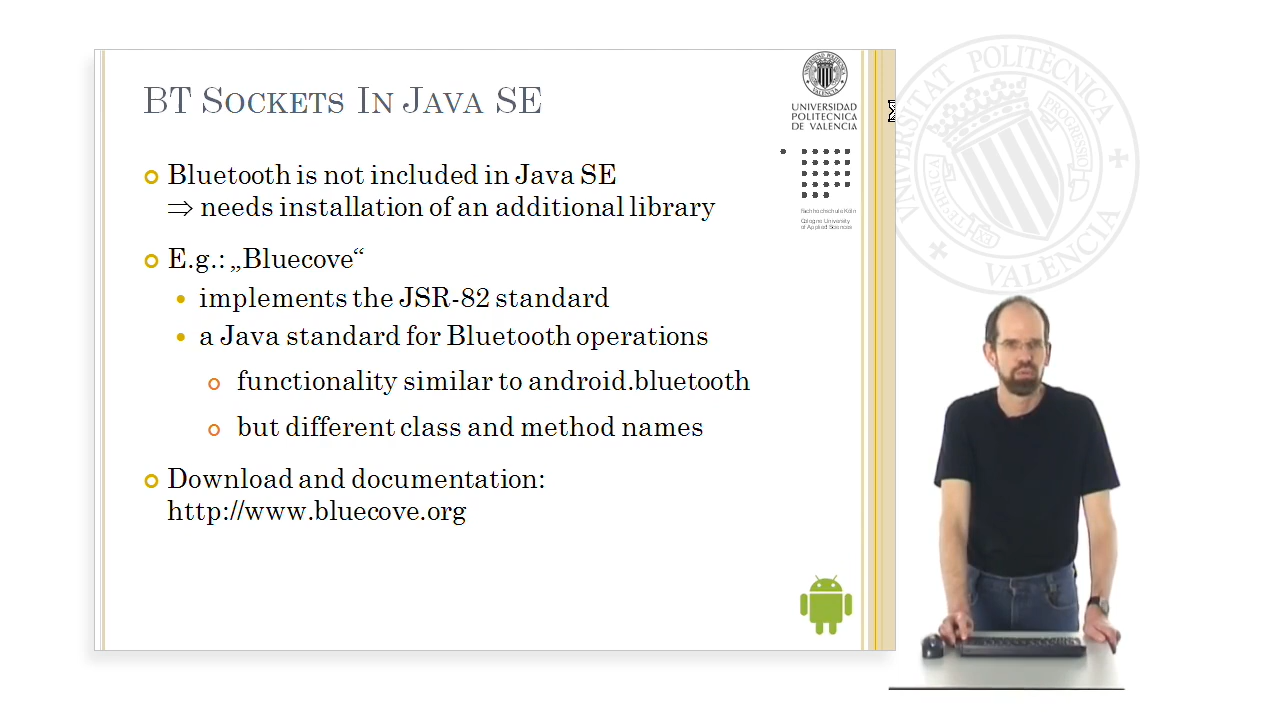 BT SOCKETS IN JAVA SE
Bluetooth is not included in Java SE
⇒ needs installation of an additional library
E.g.: „Bluecove“
implements the JSR-82 standard
a Java standard for Bluetooth operations
functionality similar to android.bluetooth
but different class and method names
Download and documentation:
http://www.bluecove.org
UNIVERSIDAD
POLITECNICA
DE VALENCIA
Fachhochschule Köln
Cologne University
of Applied Sciences
UNIVERSITAT POLITÈCNICA
VALÈNCIA